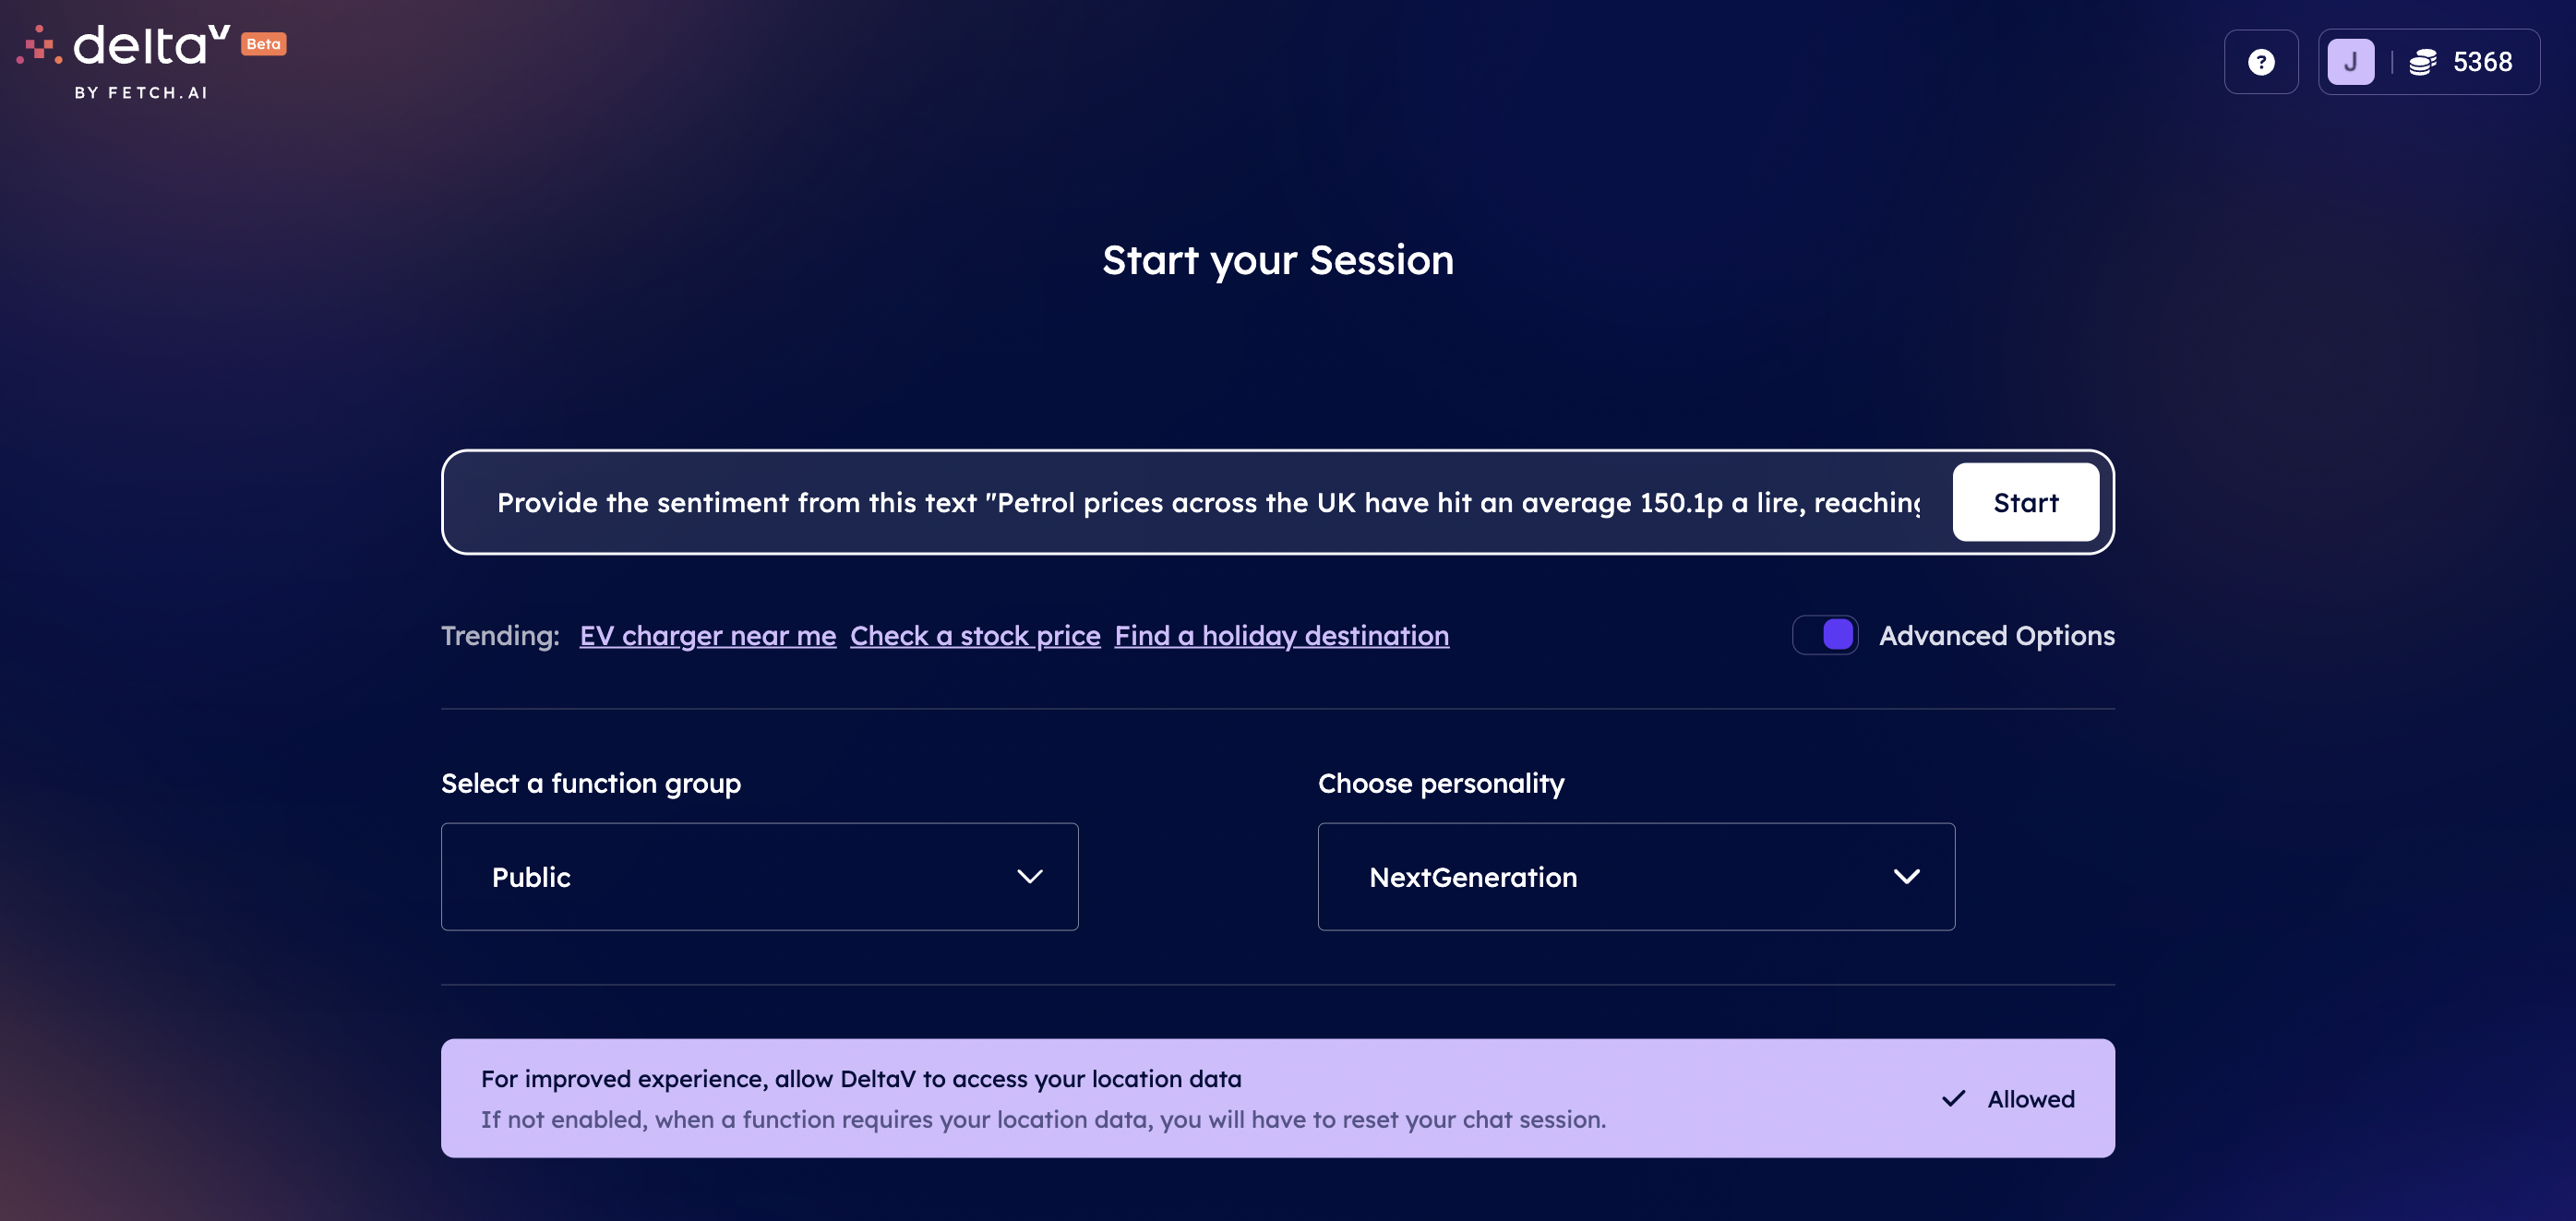 deltaV Beta
BY FETCH.AI
? J 5368
Start your Session
Provide the sentiment from this text "Petrol prices across the UK have hit an average 150.1p a lire, reaching Start
Trending: EV charger near me Check a stock price Find a holiday destination Advanced Options
Select a function group Choose personality
Public NextGeneration
For improved experience, allow DeltaV to access your location data
If not enabled, when a function requires your location data, you will have to reset your chat session.
Allowed